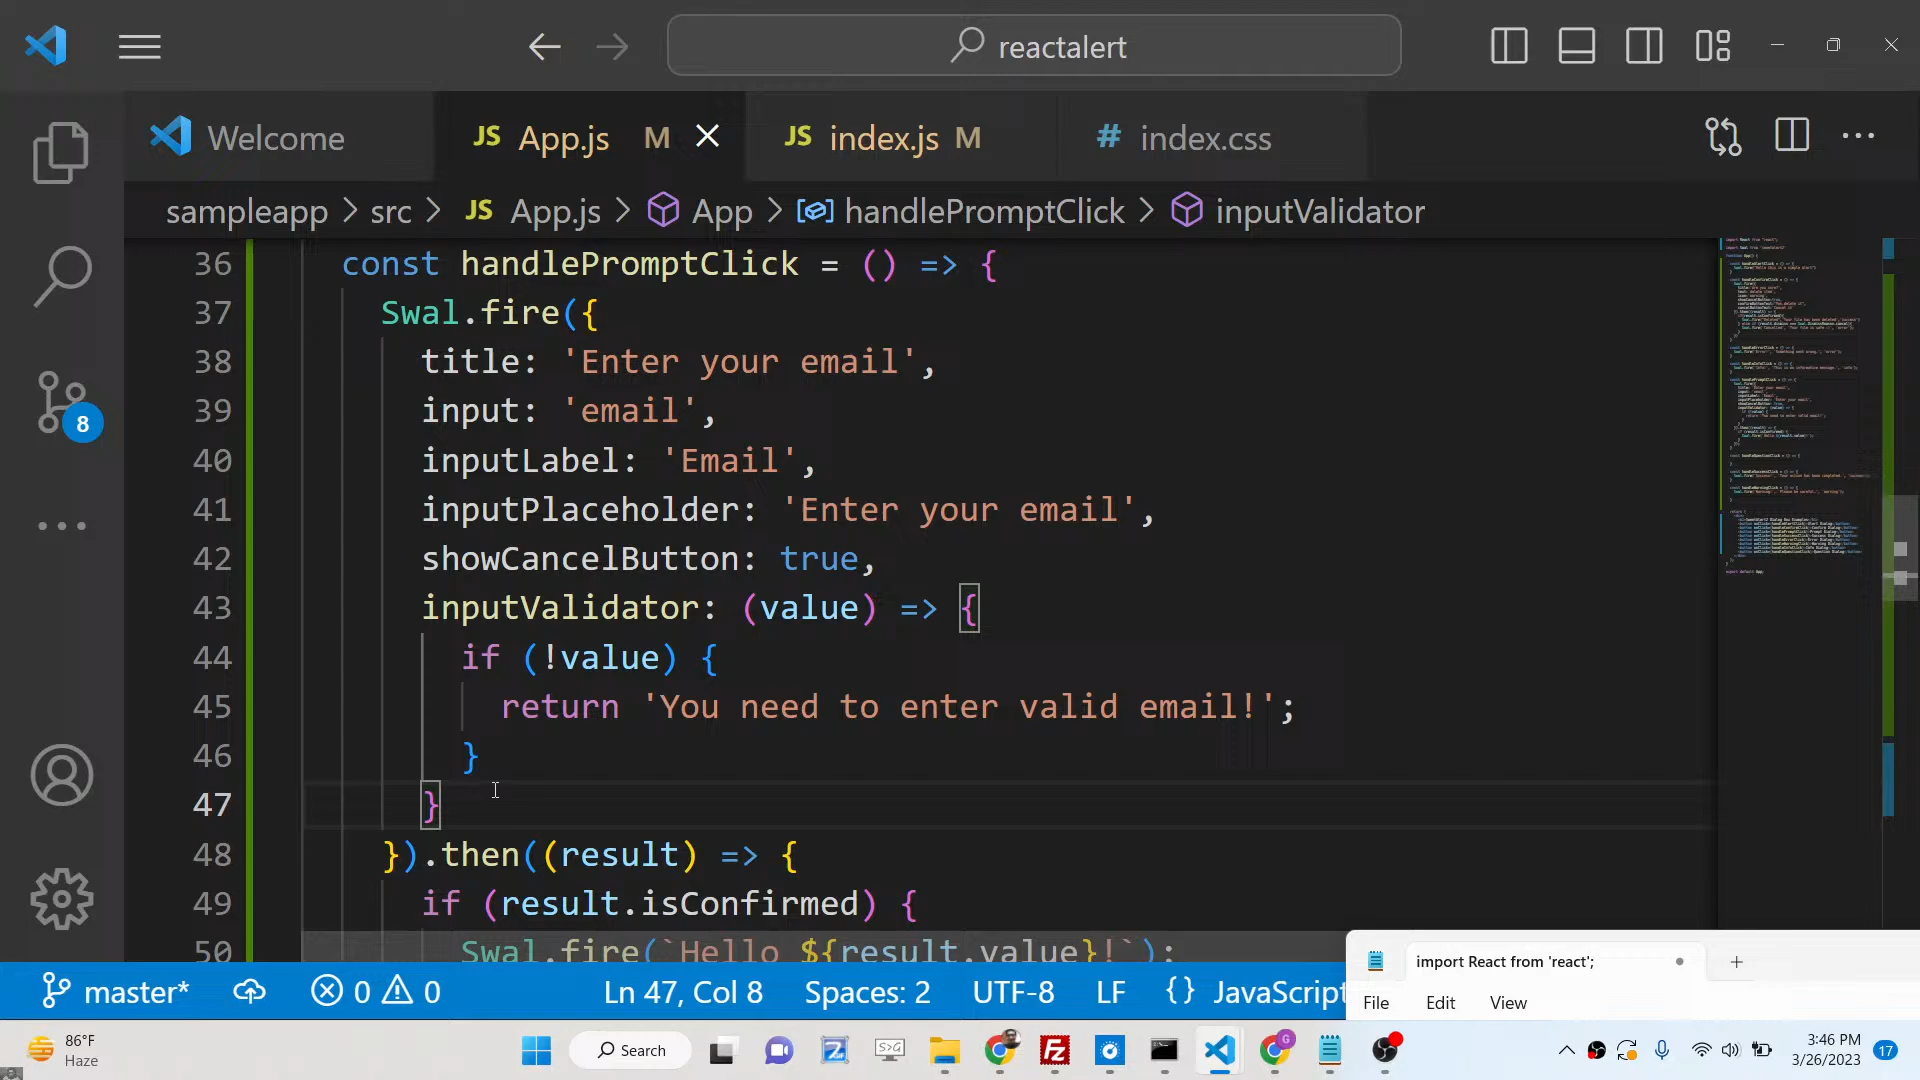 reactalert
Welcome
JS App.js M
JS index.js M
# index.css
sampleapp > src > JS App.js > App > handlePromptClick > inputValidator
36 const handlePromptClick = () => {
37 Swal.fire({
38 title: 'Enter your email',
39 input: 'email',
40 inputLabel: 'Email',
41 inputPlaceholder: 'Enter your email',
42 showCancelButton: true,
43 inputValidator: (value) => {
44 if (!value) {
45 return 'You need to enter valid email!';
46 }
47 }
48 }).then((result) => {
49 if (result.isConfirmed) {
50 Swal.fire(`Hello ${result.value}!`);
8
master* 0 0 Ln 47, Col 8 Spaces: 2 UTF-8 LF {} JavaScript
import React from 'react';
File Edit View
86°F
Haze
Search
3:46 PM
3/26/2023
17